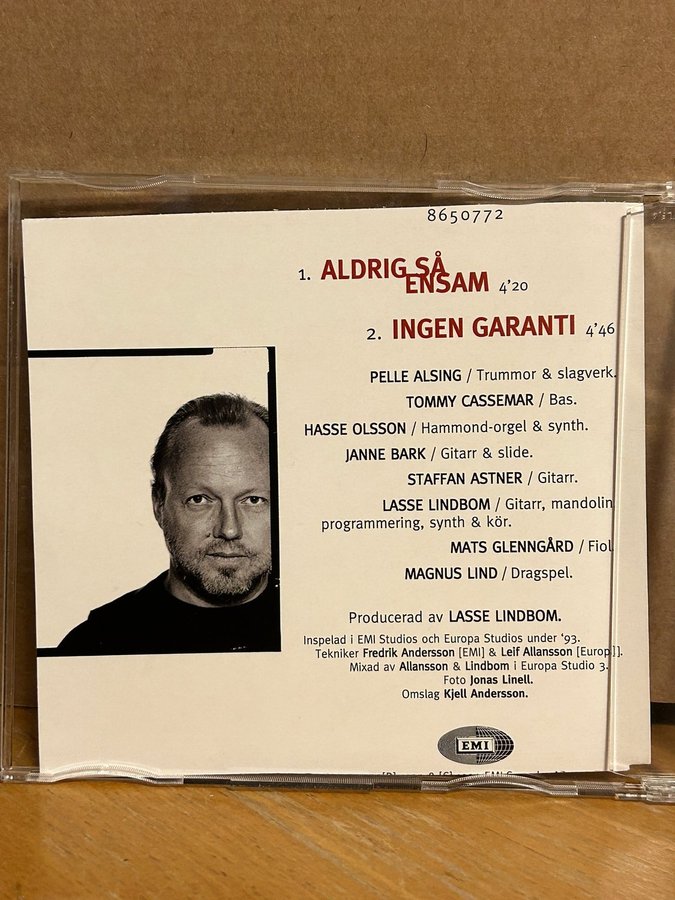 8650772
1. ALDRIG SÅ
ENSAM 4'20
2. INGEN GARANTI 4'46
PELLE ALSING / Trummor & slagverk.
TOMMY CASSEMAR / Bas.
HASSE OLSSON / Hammond-orgel & synth.
JANNE BARK / Gitarr & slide.
STAFFAN ASTNER / Gitarr.
LASSE LINDBOM / Gitarr, mandolin
programmering, synth & kör.
MATS GLENNGÅRD / Fiol
MAGNUS LIND / Dragspel.
Producerad av LASSE LINDBOM.
Inspelad i EMI Studios och Europa Studios under '93.
Tekniker Fredrik Andersson [EMI] & Leif Allansson [Europa].
Mixad av Allansson & Lindbom i Europa Studio 3.
Foto Jonas Linell.
Omslag Kjell Andersson.
EMI